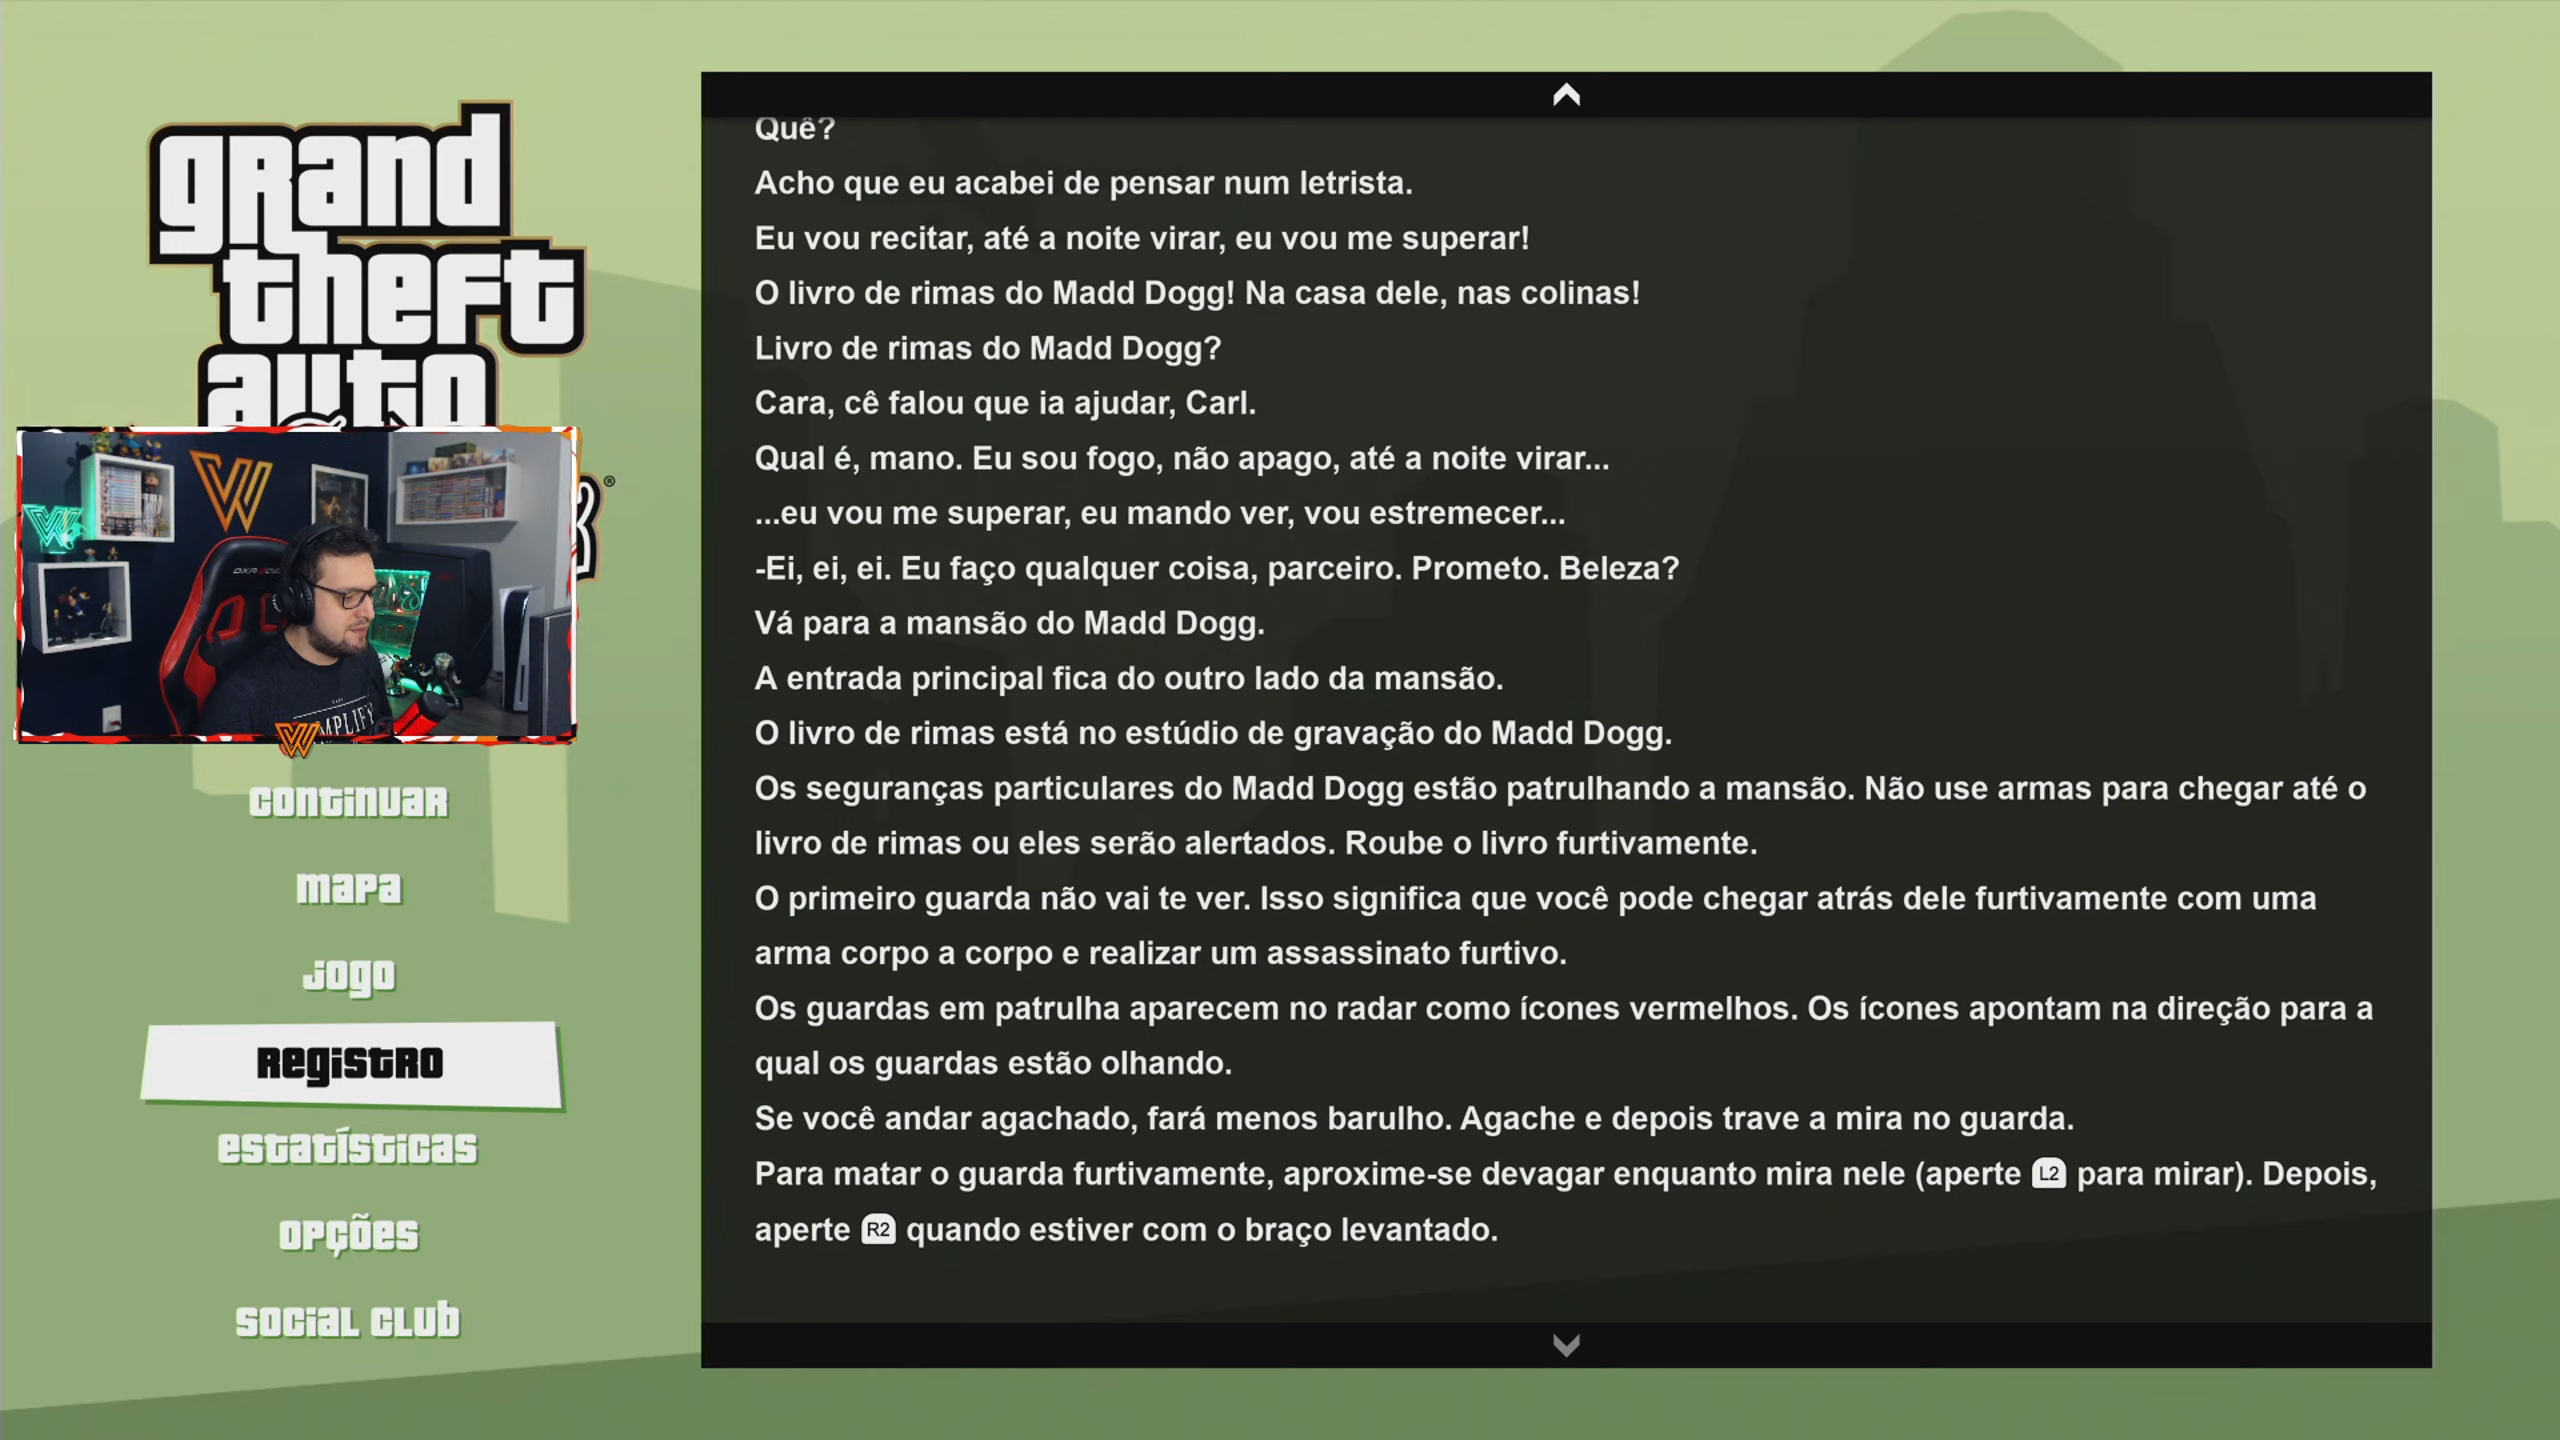 grand
theft
auto
®
Quê?
Acho que eu acabei de pensar num letrista.
Eu vou recitar, até a noite virar, eu vou me superar!
O livro de rimas do Madd Dogg! Na casa dele, nas colinas!
Livro de rimas do Madd Dogg?
Cara, cê falou que ia ajudar, Carl.
Qual é, mano. Eu sou fogo, não apago, até a noite virar...
...eu vou me superar, eu mando ver, vou estremecer...
-Ei, ei, ei. Eu faço qualquer coisa, parceiro. Prometo. Beleza?
Vá para a mansão do Madd Dogg.
A entrada principal fica do outro lado da mansão.
O livro de rimas está no estúdio de gravação do Madd Dogg.
Os seguranças particulares do Madd Dogg estão patrulhando a mansão. Não use armas para chegar até o
livro de rimas ou eles serão alertados. Roube o livro furtivamente.
O primeiro guarda não vai te ver. Isso significa que você pode chegar atrás dele furtivamente com uma
arma corpo a corpo e realizar um assassinato furtivo.
Os guardas em patrulha aparecem no radar como ícones vermelhos. Os ícones apontam na direção para a
qual os guardas estão olhando.
Se você andar agachado, fará menos barulho. Agache e depois trave a mira no guarda.
Para matar o guarda furtivamente, aproxime-se devagar enquanto mira nele (aperte L2 para mirar). Depois,
aperte R2 quando estiver com o braço levantado.
continuar
mapa
jogo
Registro
estatísticas
opções
social club